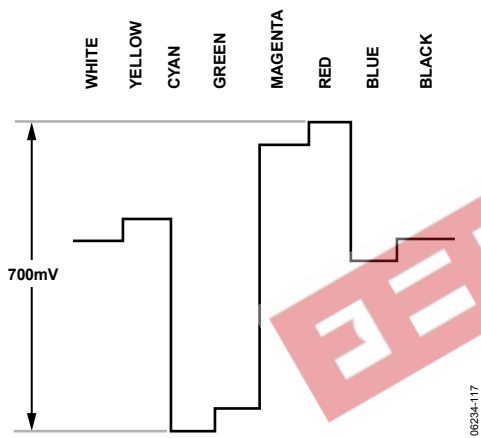 WHITE
YELLOW
CYAN
GREEN
MAGENTA
RED
BLUE
BLACK
700mV
06234-117